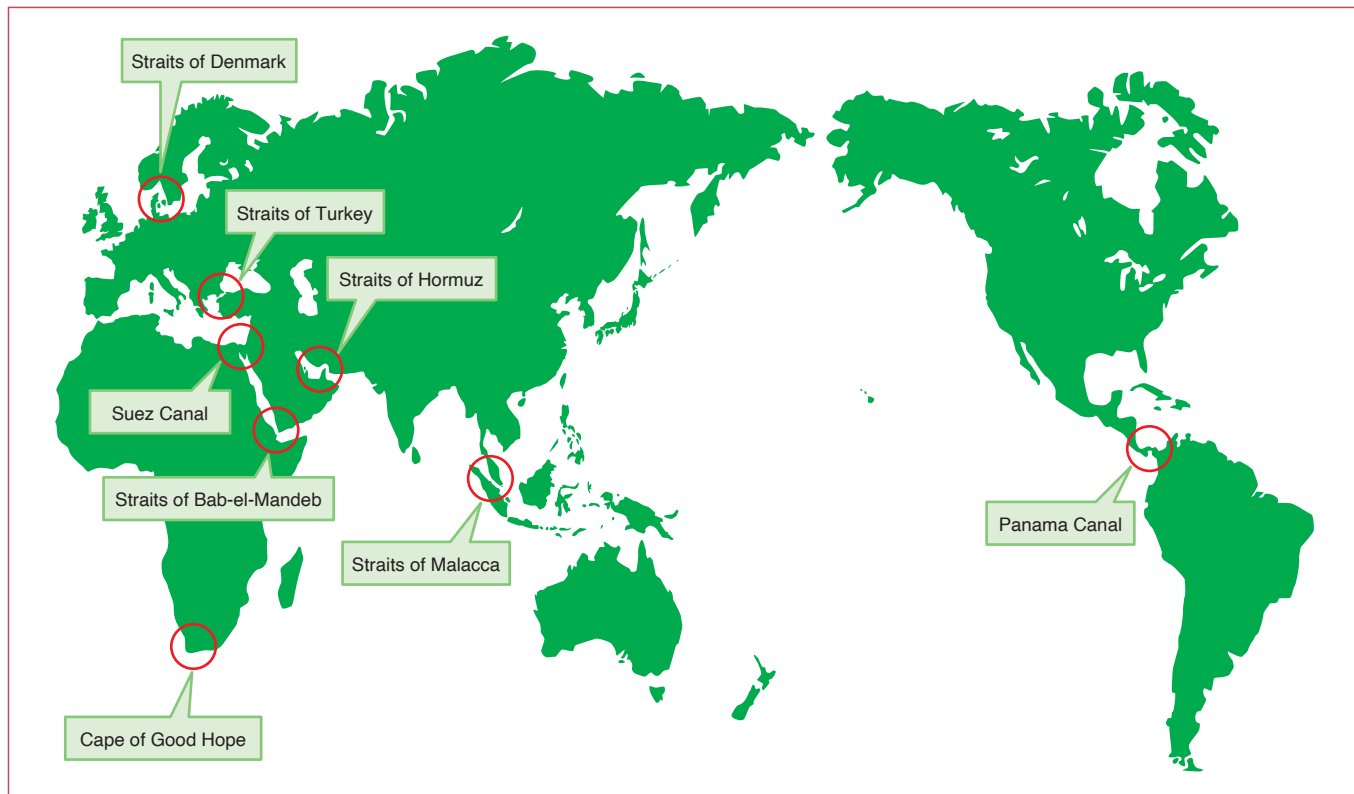 Straits of Denmark
Straits of Turkey
Straits of Hormuz
Suez Canal
Straits of Bab-el-Mandeb
Panama Canal
Straits of Malacca
Cape of Good Hope